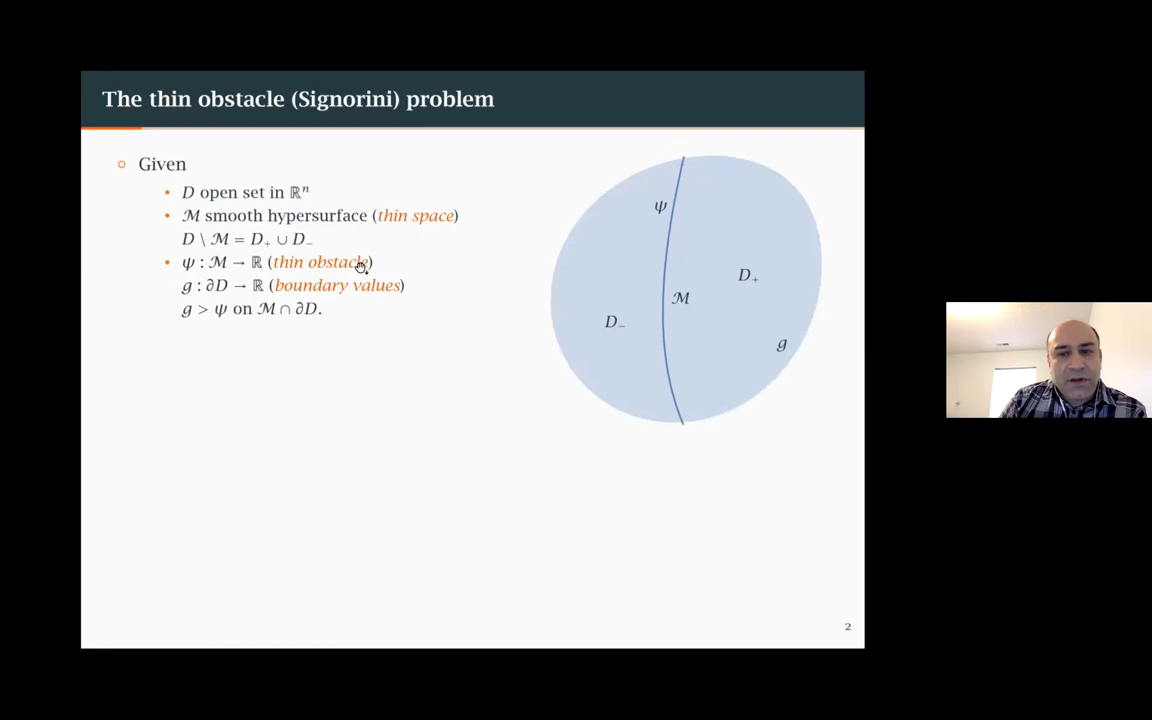 The thin obstacle (Signorini) problem
Given
D open set in ℝⁿ
ℳ smooth hypersurface (thin space)
D \ ℳ = D₊ ∪ D₋
ψ : ℳ → ℝ (thin obstacle)
g : ∂D → ℝ (boundary values)
g > ψ on ℳ ∩ ∂D.
ψ
D₊
ℳ
D₋
g
2